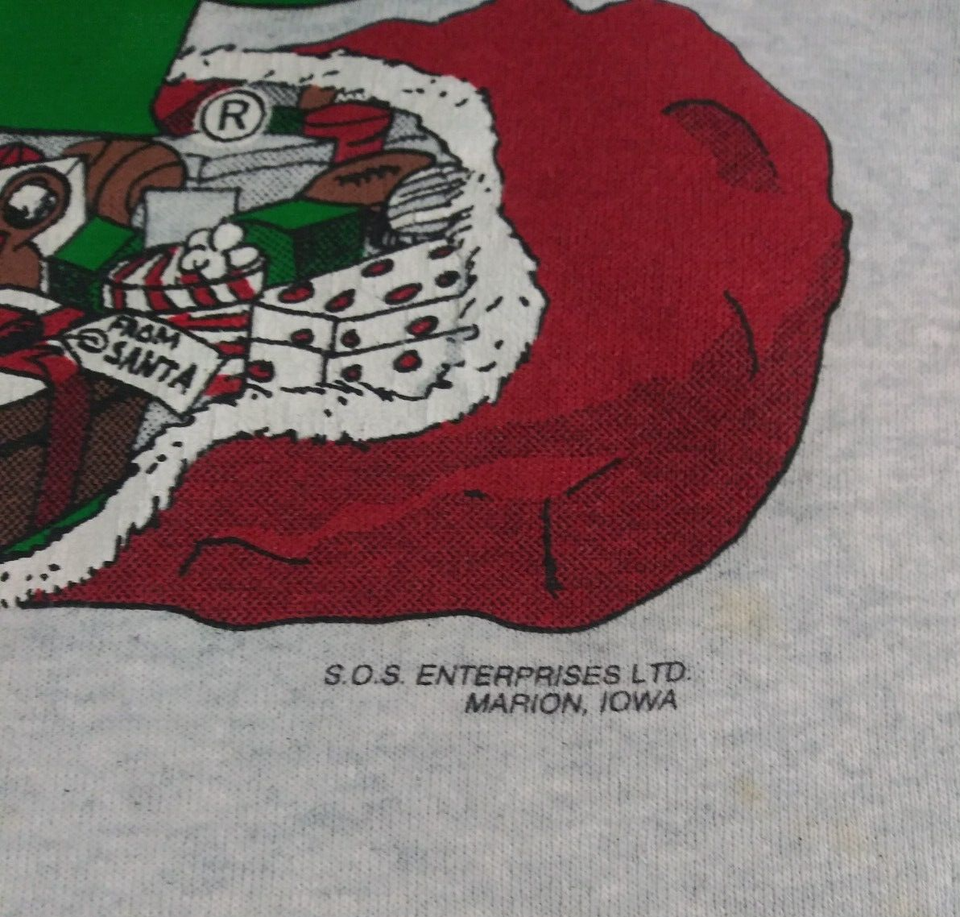 ®
FROM
SANTA
S.O.S. ENTERPRISES LTD.
MARION, IOWA